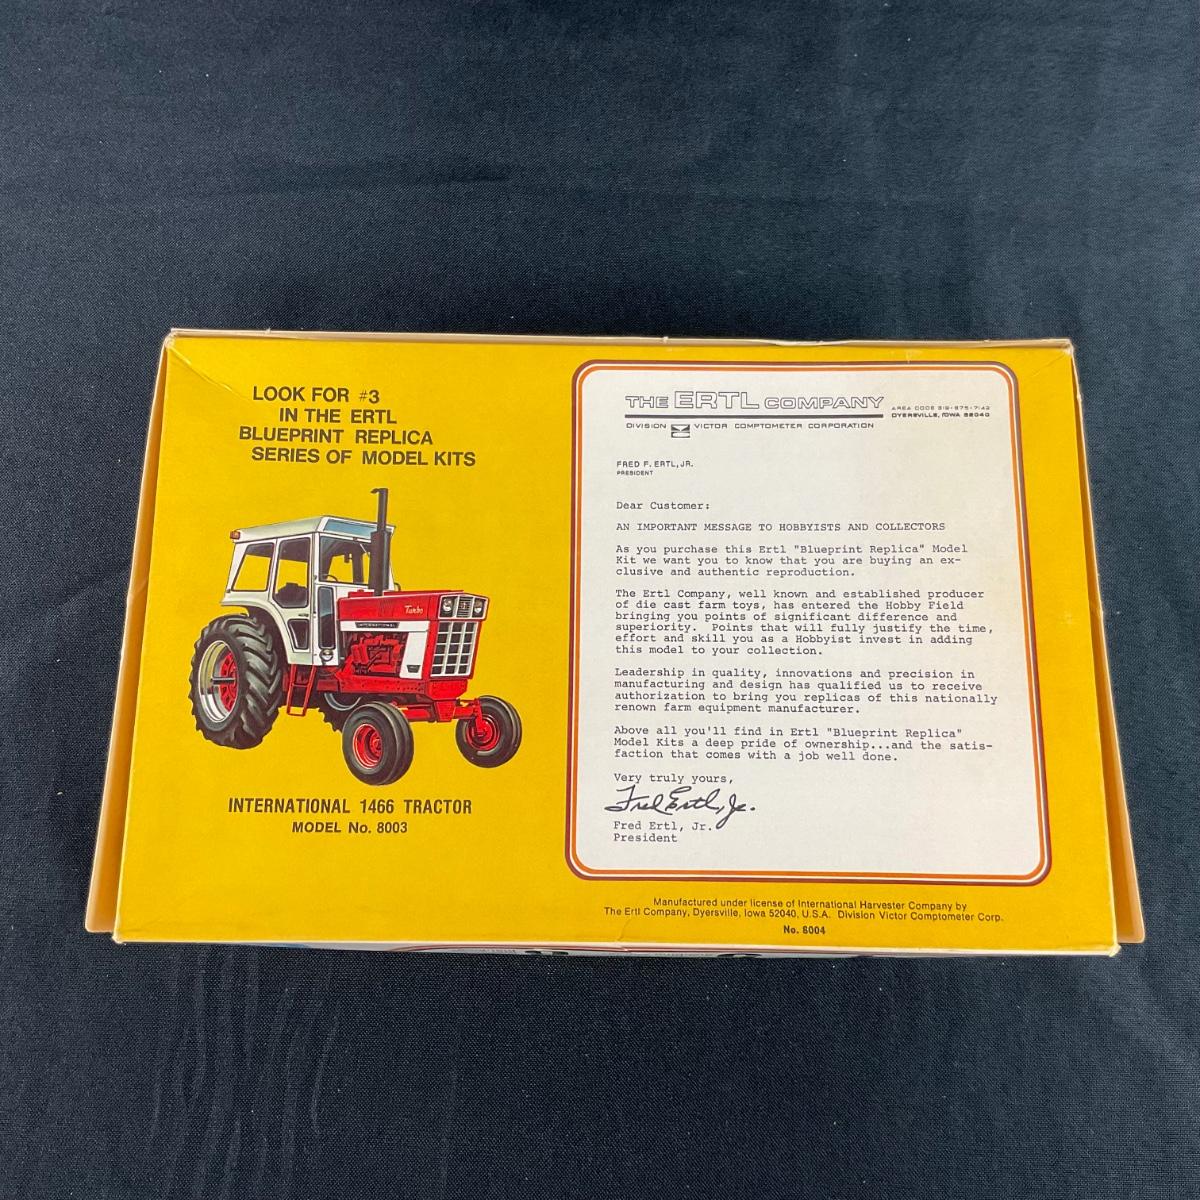 LOOK FOR #3
IN THE ERTL
BLUEPRINT REPLICA
SERIES OF MODEL KITS
Turbo
INTERNATIONAL
INTERNATIONAL 1466 TRACTOR
MODEL No. 8003
THE ERTL COMPANY
AREA CODE 319-875-7142
DYERSVILLE, IOWA 52040
DIVISION VICTOR COMPTOMETER CORPORATION
FRED F. ERTL, JR.
PRESIDENT
Dear Customer:
AN IMPORTANT MESSAGE TO HOBBYISTS AND COLLECTORS
As you purchase this Ertl "Blueprint Replica" Model
Kit we want you to know that you are buying an ex-
clusive and authentic reproduction.
The Ertl Company, well known and established producer
of die cast farm toys, has entered the Hobby Field
bringing you points of significant difference and
superiority. Points that will fully justify the time,
effort and skill you as a Hobbyist invest in adding
this model to your collection.
Leadership in quality, innovations and precision in
manufacturing and design has qualified us to receive
authorization to bring you replicas of this nationally
renown farm equipment manufacturer.
Above all you'll find in Ertl "Blueprint Replica"
Model Kits a deep pride of ownership...and the satis-
faction that comes with a job well done.
Very truly yours,
Fred Ertl, Jr.
Fred Ertl, Jr.
President
Manufactured under license of International Harvester Company by
The Ertl Company, Dyersville, Iowa 52040, U.S.A. Division Victor Comptometer Corp.
No. 8004